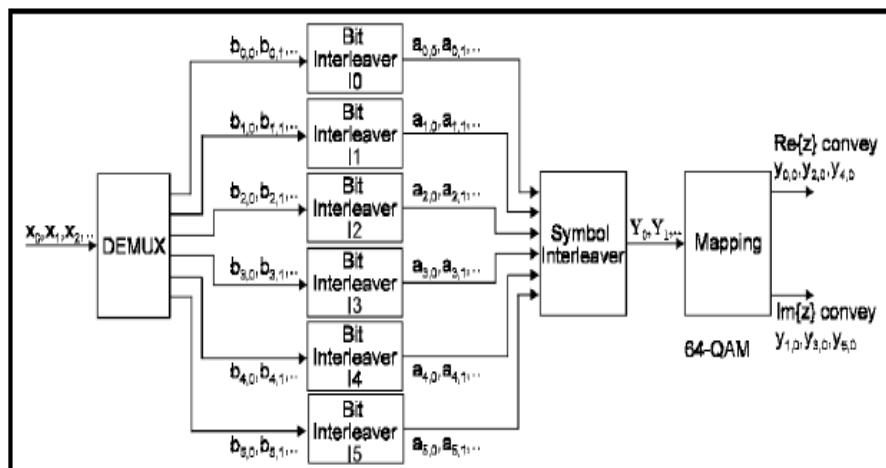 b0,0,b0,1,...
Bit
Interleaver
I0
a0,0,a0,1,...
b1,0,b1,1,...
Bit
Interleaver
I1
a1,0,a1,1,...
b2,0,b2,1,...
Bit
Interleaver
I2
a2,0,a2,1,...
x0,x1,x2,...
DEMUX
b3,0,b3,1,...
Bit
Interleaver
I3
a3,0,a3,1,...
b4,0,b4,1,...
Bit
Interleaver
I4
a4,0,a4,1,...
b5,0,b5,1,...
Bit
Interleaver
I5
a5,0,a5,1,...
Symbol
Interleaver
Y0,Y1,...
Mapping
64-QAM
Re{z} convey
y0,0,y2,0,y4,0
Im{z} convey
y1,0,y3,0,y5,0